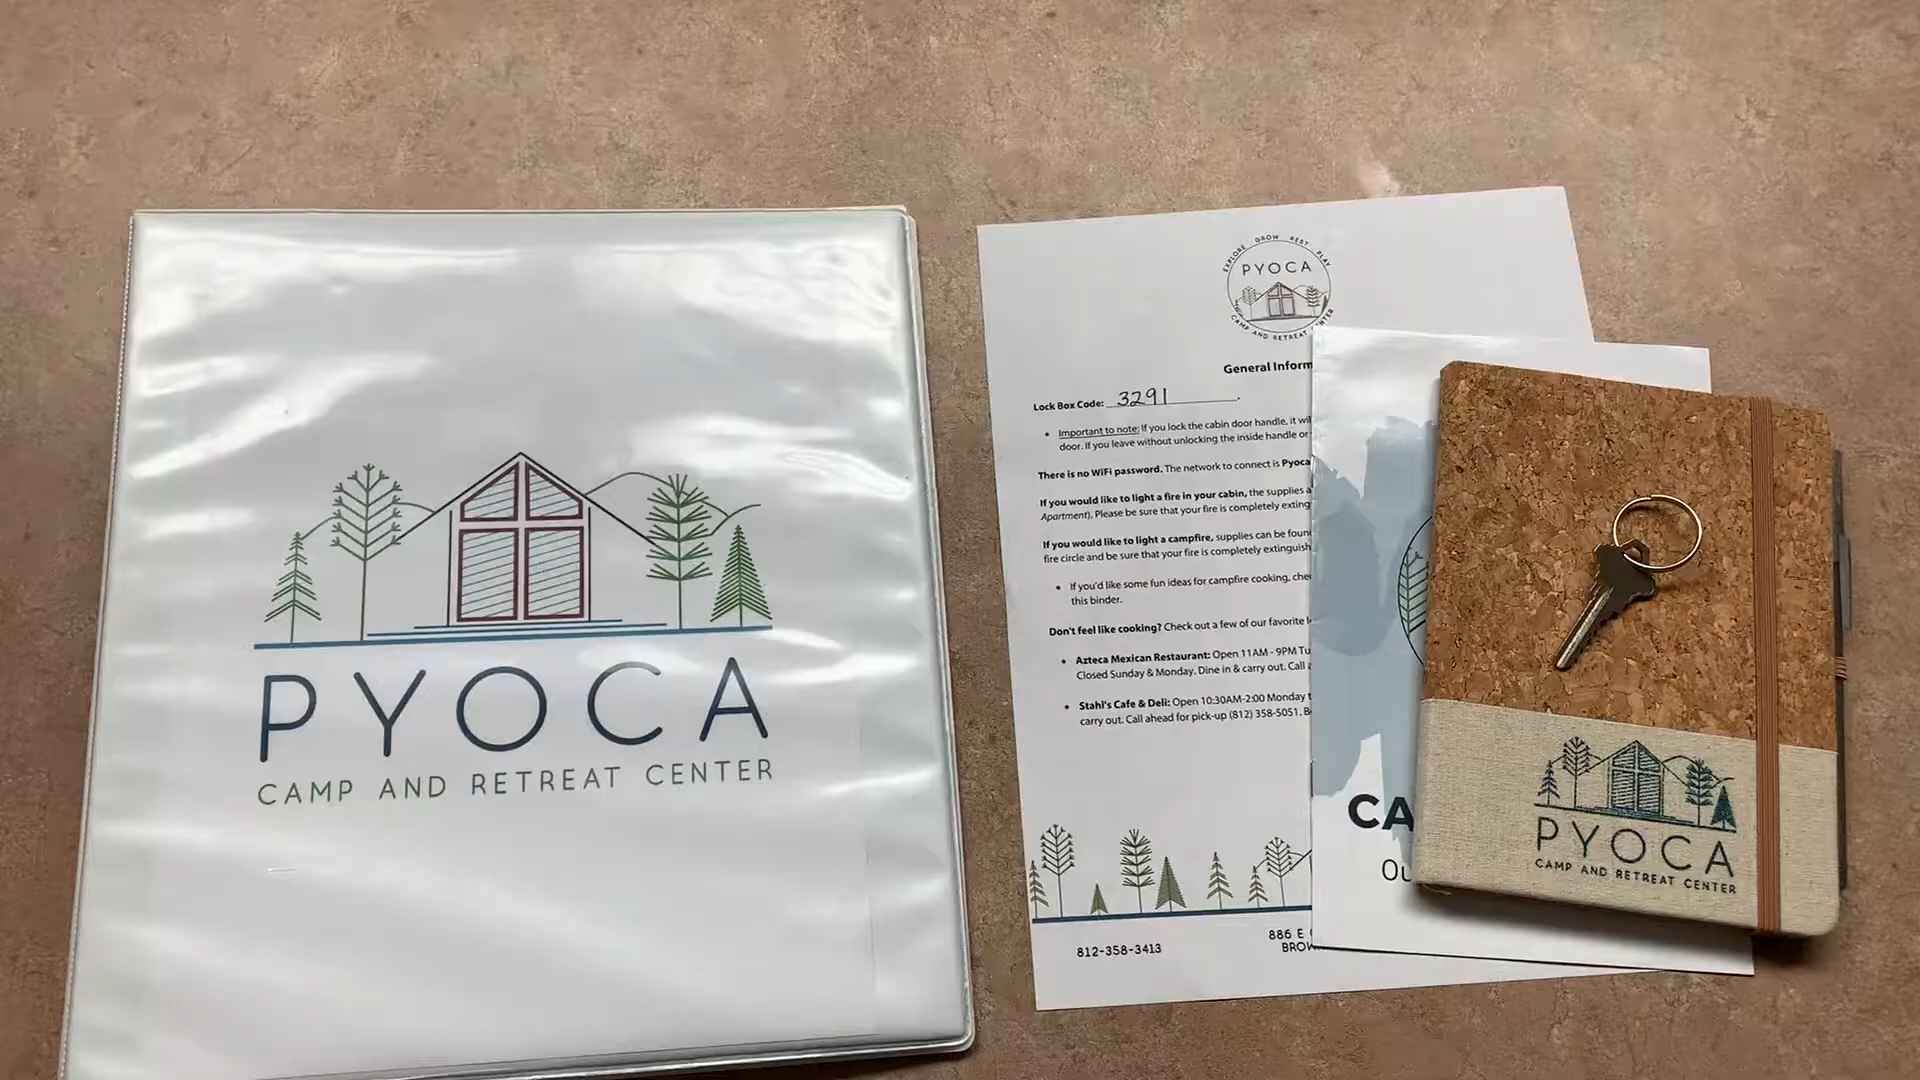 PYOCA
CAMP AND RETREAT CENTER
EXPLORE GROW REST PLAY
PYOCA
CAMP AND RETREAT CENTER
General Inform
Lock Box Code: 3291.
Important to note: If you lock the cabin door handle, it wil
door. If you leave without unlocking the inside handle or
There is no WiFi password. The network to connect is Pyoca
If you would like to light a fire in your cabin, the supplies a
Apartment). Please be sure that your fire is completely exting
If you would like to light a campfire, supplies can be foun
fire circle and be sure that your fire is completely extinguish
If you'd like some fun ideas for campfire cooking, che
this binder.
Don't feel like cooking? Check out a few of our favorite l
Azteca Mexican Restaurant: Open 11AM - 9PM Tu
Closed Sunday & Monday. Dine in & carry out. Call a
Stahl's Cafe & Deli: Open 10:30AM-2:00 Monday t
carry out. Call ahead for pick-up (812) 358-5051. B
812-358-3413
886 E
BROW
CA
Ou
PYOCA
CAMP AND RETREAT CENTER